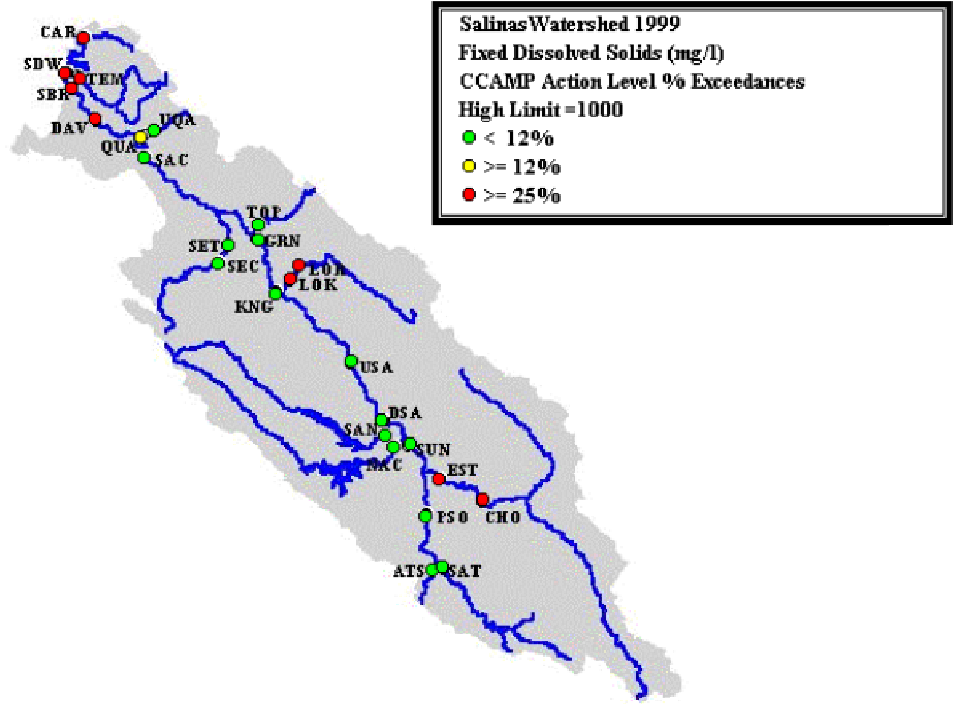 Salinas Watershed 1999
Fixed Dissolved Solids (mg/l)
CCAMP Action Level % Exceedances
High Limit =1000
< 12%
>= 12%
>= 25%
CAR
SDW
TEM
SBR
DAV
UQA
QUA
SAC
TOP
SET
GRN
SEC
LOR
LOK
KNG
USA
DSA
SAN
SUN
NAC
EST
PSO
CHO
ATS
SAT